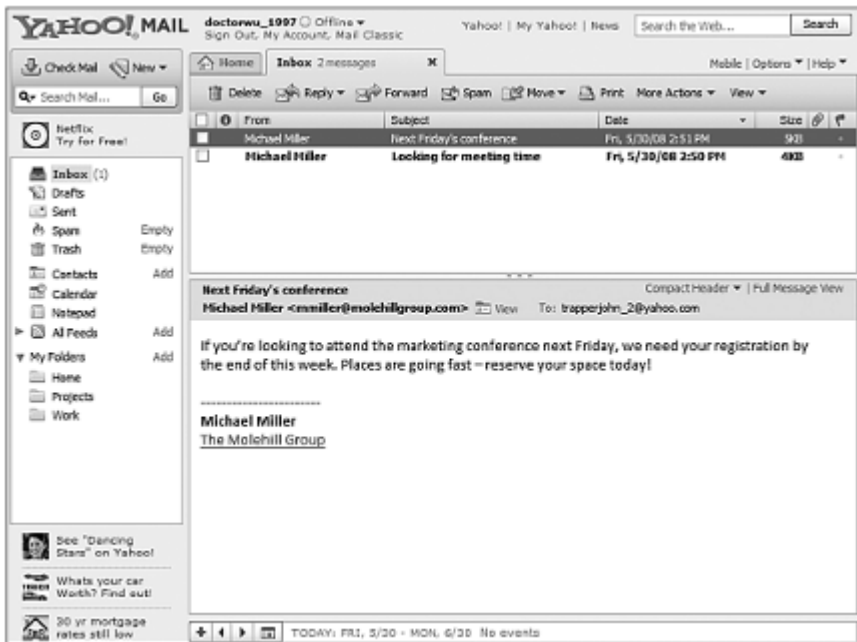 YAHOO! MAIL
doctorwu_1997 Offline
Sign Out, My Account, Mail Classic
Yahoo! | My Yahoo! | News
Search the Web...
Search
Check Mail New
Search Mail... Go
Netflix
Try for Free!
Inbox (1)
Drafts
Sent
Spam Empty
Trash Empty
Contacts Add
Calendar
Notepad
All Feeds Add
My Folders Add
Home
Projects
Work
See "Dancing
Stars" on Yahoo!
Whats your car
Worth? Find out!
30 yr mortgage
rates still low
Home Inbox 2 messages
Mobile | Options | Help
Delete Reply Forward Spam Move Print More Actions View
From Subject Date Size
Michael Miller Next Friday's conference Fri, 5/30/08 2:51 PM 5KB
Michael Miller Looking for meeting time Fri, 5/30/08 2:50 PM 4KB
Next Friday's conference Compact Header | Full Message View
Michael Miller <mmiller@molehillgroup.com> View To: trapperjohn_2@yahoo.com
If you're looking to attend the marketing conference next Friday, we need your registration by
the end of this week. Places are going fast – reserve your space today!
------------------------
Michael Miller
The Molehill Group
TODAY: FRI, 5/30 - MON, 6/30 No events